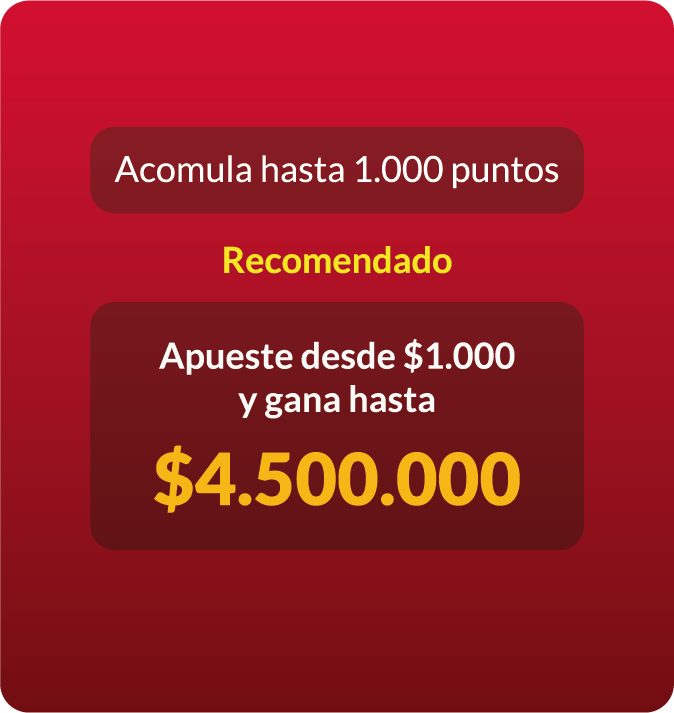 Acomula hasta 1.000 puntos
Recomendado
Apueste desde $1.000
y gana hasta
$4.500.000